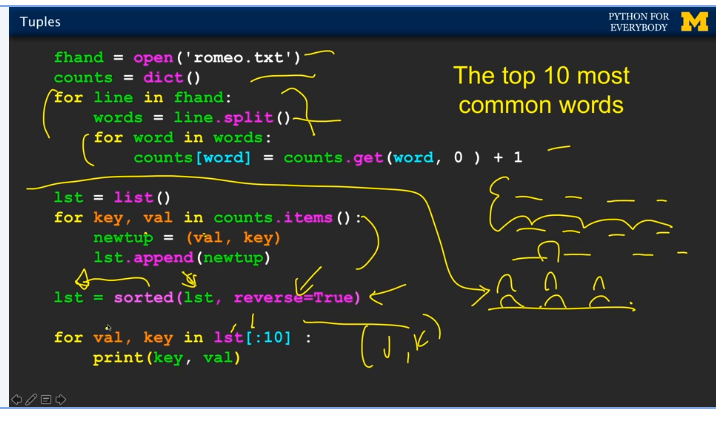 Tuples
PYTHON FOR
EVERYBODY
M
fhand = open('romeo.txt')
counts = dict()
for line in fhand:
    words = line.split()
    for word in words:
        counts[word] = counts.get(word, 0 ) + 1
The top 10 most
common words
lst = list()
for key, val in counts.items():
    newtup = (val, key)
    lst.append(newtup)
lst = sorted(lst, reverse=True)
for val, key in lst[:10] :
    print(key, val)